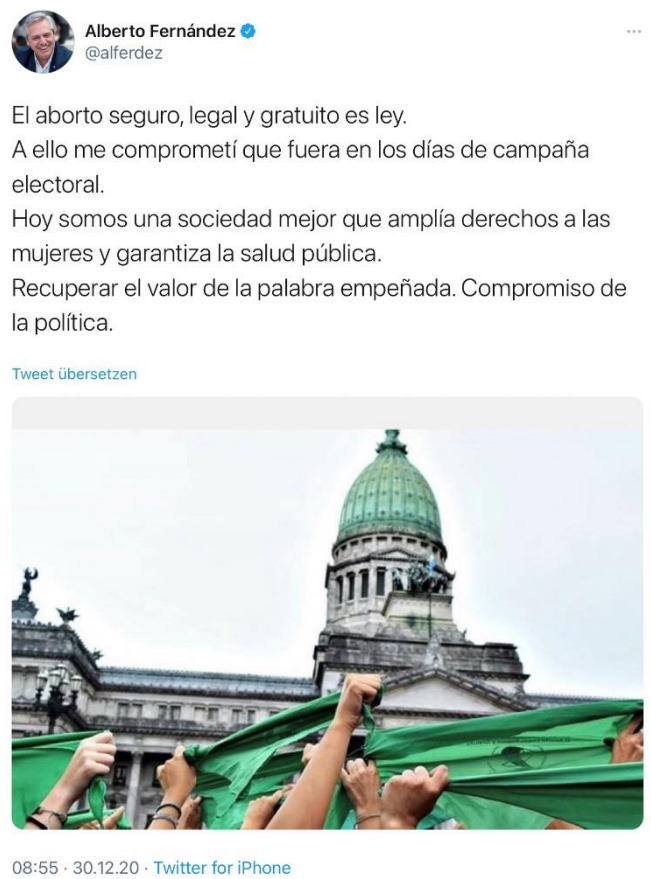 Alberto Fernández
@alferdez
El aborto seguro, legal y gratuito es ley.
A ello me comprometí que fuera en los días de campaña
electoral.
Hoy somos una sociedad mejor que amplía derechos a las
mujeres y garantiza la salud pública.
Recuperar el valor de la palabra empeñada. Compromiso de
la política.
Tweet übersetzen
08:55 · 30.12.20 · Twitter for iPhone